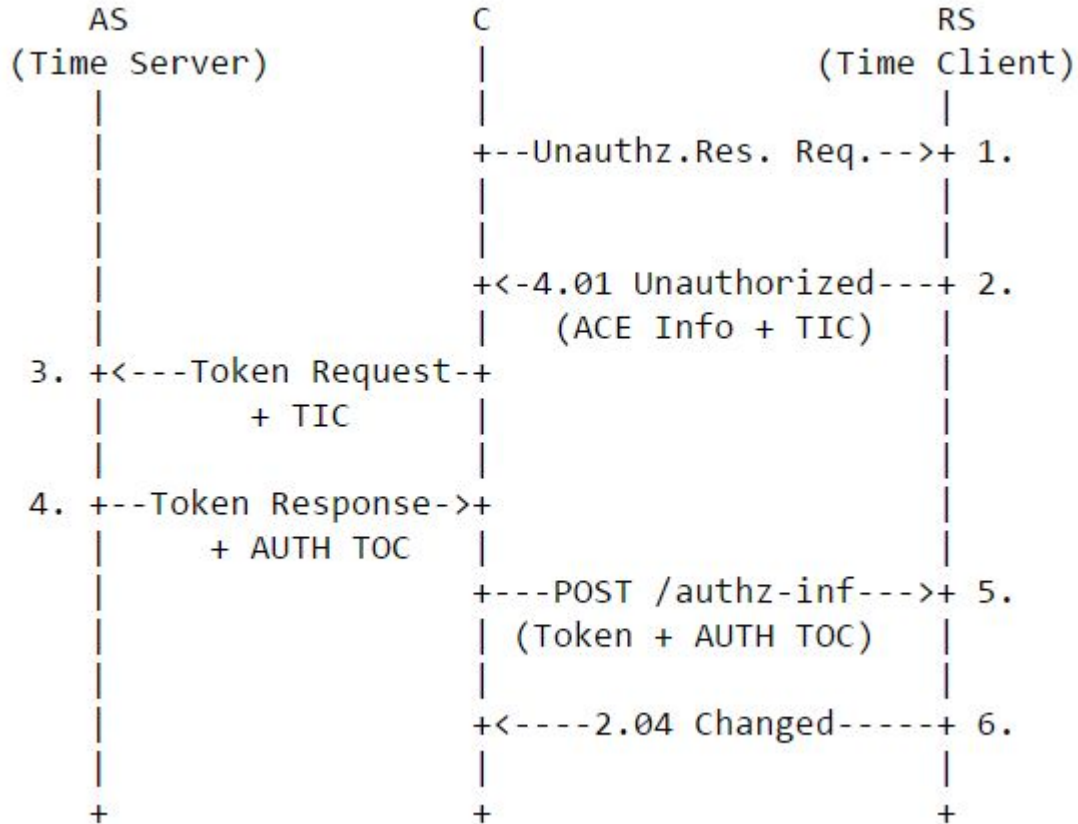 AS C RS
(Time Server) | (Time Client)
| | |
| +--Unauthz.Res. Req.-->+ 1.
| | |
| | |
| +<-4.01 Unauthorized---+ 2.
| | (ACE Info + TIC) |
3. +<---Token Request-+ |
| + TIC | |
| | |
4. +--Token Response->+ |
| + AUTH TOC | |
| +---POST /authz-inf--->+ 5.
| | (Token + AUTH TOC) |
| | |
| +<----2.04 Changed-----+ 6.
| | |
+ + +